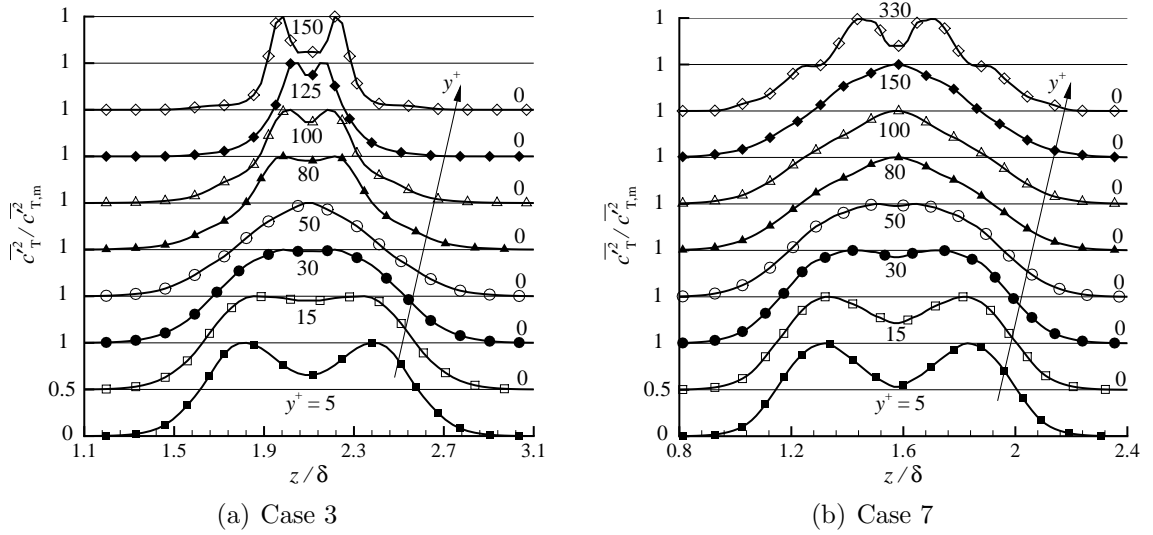 1 150 1 330
1 125 y⁺ 1 150 y⁺
1 100 0 1 100 0
1 80 0 1 80 0
1 50 0 1 50 0
1 30 0 1 30 0
1 15 0 1 15 0
1 0 1 0
0.5 y⁺ = 5 0 0.5 y⁺ = 5 0
0 0
c′²_T / c′²_T,m c′²_T / c′²_T,m
1.1 1.5 1.9 2.3 2.7 3.1 0.8 1.2 1.6 2 2.4
z / δ z / δ
(a) Case 3 (b) Case 7